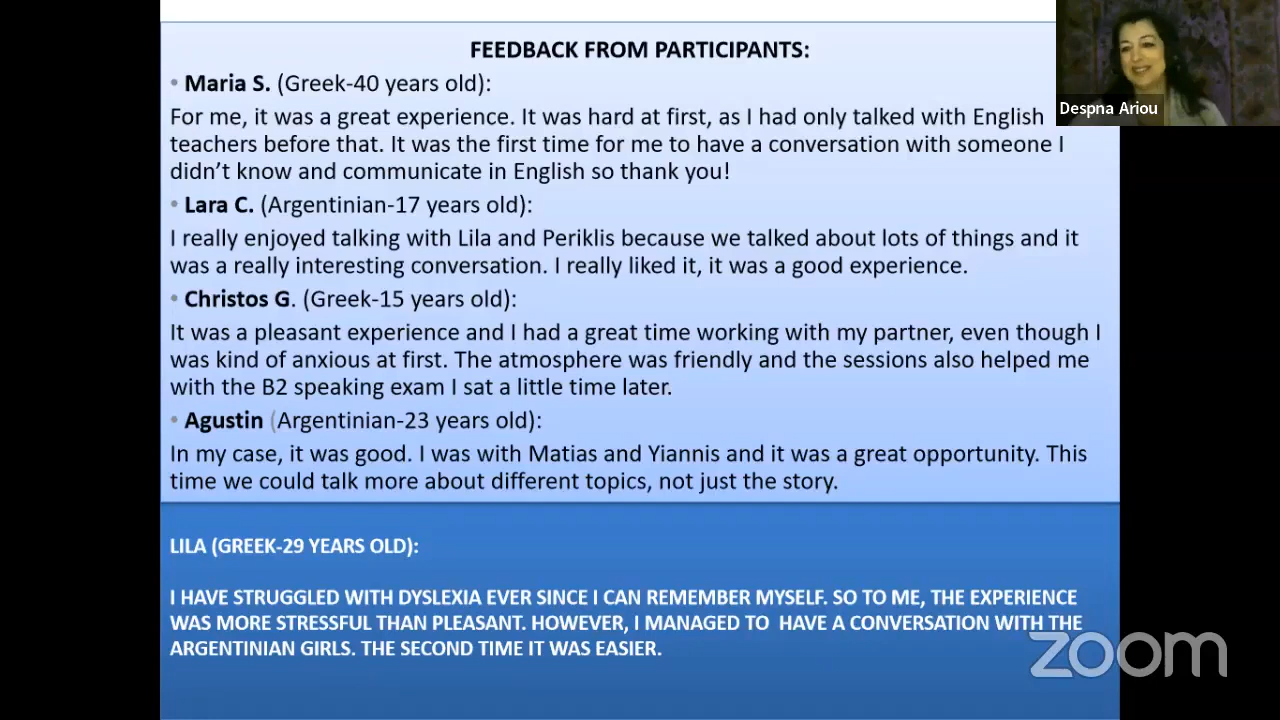 FEEDBACK FROM PARTICIPANTS:
• Maria S. (Greek-40 years old):
For me, it was a great experience. It was hard at first, as I had only talked with English
teachers before that. It was the first time for me to have a conversation with someone I
didn't know and communicate in English so thank you!
• Lara C. (Argentinian-17 years old):
I really enjoyed talking with Lila and Periklis because we talked about lots of things and it
was a really interesting conversation. I really liked it, it was a good experience.
• Christos G. (Greek-15 years old):
It was a pleasant experience and I had a great time working with my partner, even though I
was kind of anxious at first. The atmosphere was friendly and the sessions also helped me
with the B2 speaking exam I sat a little time later.
• Agustin (Argentinian-23 years old):
In my case, it was good. I was with Matias and Yiannis and it was a great opportunity. This
time we could talk more about different topics, not just the story.
LILA (GREEK-29 YEARS OLD):
I HAVE STRUGGLED WITH DYSLEXIA EVER SINCE I CAN REMEMBER MYSELF. SO TO ME, THE EXPERIENCE
WAS MORE STRESSFUL THAN PLEASANT. HOWEVER, I MANAGED TO HAVE A CONVERSATION WITH THE
ARGENTINIAN GIRLS. THE SECOND TIME IT WAS EASIER.
Despna Ariou
zoom